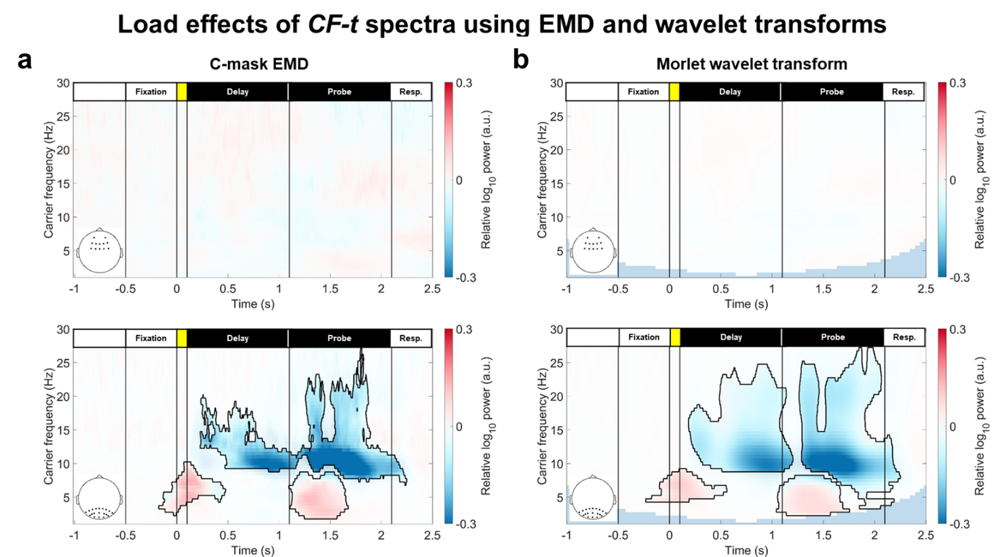 Load effects of CF-t spectra using EMD and wavelet transforms
a
C-mask EMD
30
25
20
15
10
5
Carrier frequency (Hz)
Fixation
Delay
Probe
Resp.
-1
-0.5
0
0.5
1
1.5
2
2.5
Time (s)
0.3
0
-0.3
Relative log10 power (a.u.)
b
Morlet wavelet transform
30
25
20
15
10
5
Carrier frequency (Hz)
Fixation
Delay
Probe
Resp.
-1
-0.5
0
0.5
1
1.5
2
2.5
Time (s)
0.3
0
-0.3
Relative log10 power (a.u.)
30
25
20
15
10
5
Carrier frequency (Hz)
Fixation
Delay
Probe
Resp.
-1
-0.5
0
0.5
1
1.5
2
2.5
Time (s)
0.3
0
-0.3
Relative log10 power (a.u.)
30
25
20
15
10
5
Carrier frequency (Hz)
Fixation
Delay
Probe
Resp.
-1
-0.5
0
0.5
1
1.5
2
2.5
Time (s)
0.3
0
-0.3
Relative log10 power (a.u.)